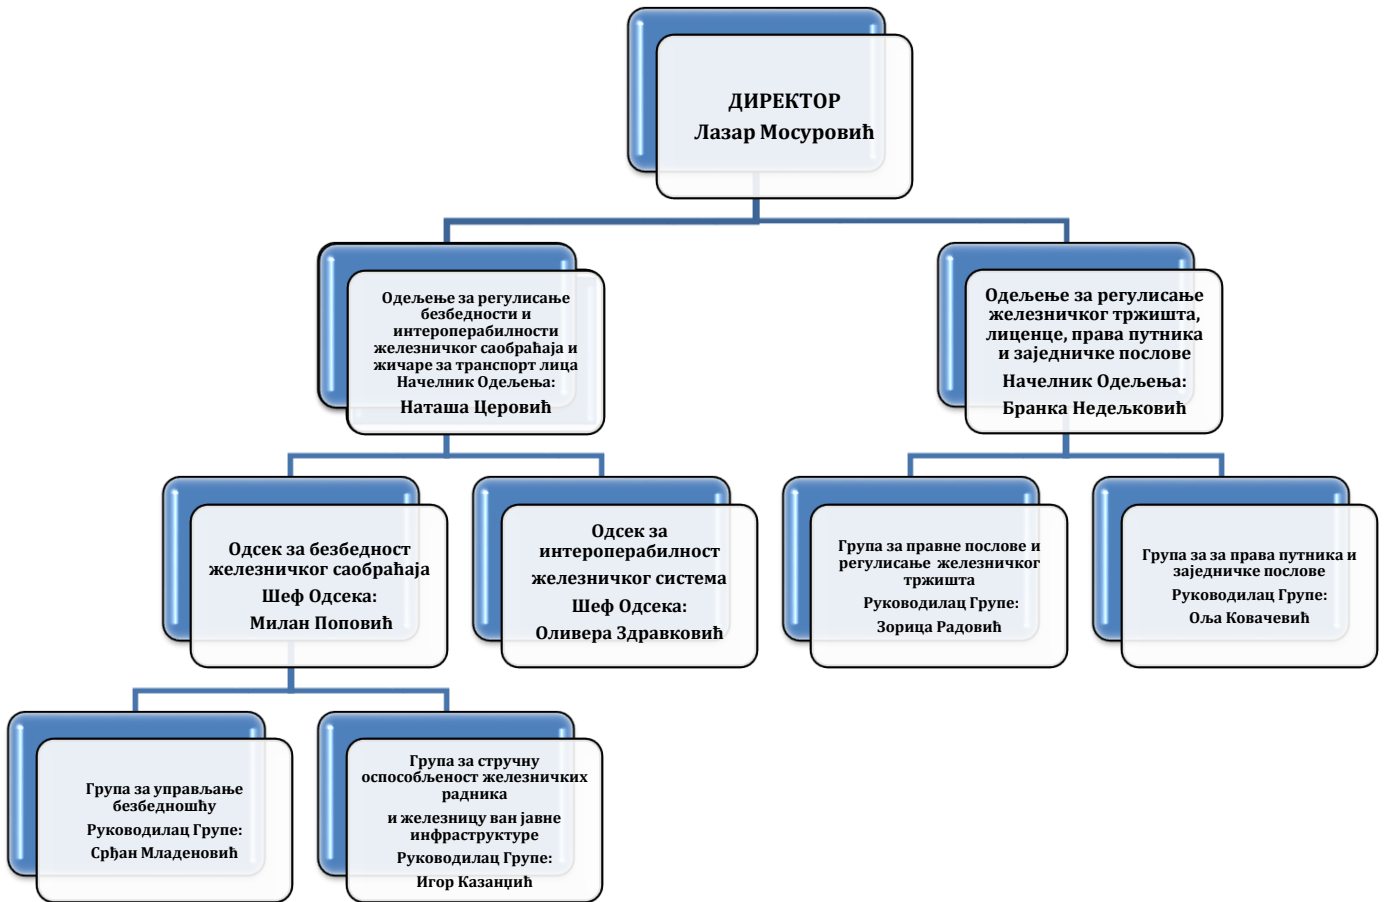 ДИРЕКТОР
Лазар Мосуровић
Одељење за регулисање
безбедности и
интероперабилности
железничког саобраћаја и
жичаре за транспорт лица
Начелник Одељења:
Наташа Церовић
Одељење за регулисање
железничког тржишта,
лиценце, права путника
и заједничке послове
Начелник Одељења:
Бранка Недељковић
Одсек за безбедност
железничког саобраћаја
Шеф Одсека:
Милан Поповић
Одсек за
интероперабилност
железничког система
Шеф Одсека:
Оливера Здравковић
Група за правне послове и
регулисање железничког
тржишта
Руководилац Групе:
Зорица Радовић
Група за за права путника и
заједничке послове
Руководилац Групе:
Оља Ковачевић
Група за управљање
безбедношћу
Руководилац Групе:
Срђан Младеновић
Група за стручну
оспособљеност железничких
радника
и железницу ван јавне
инфраструктуре
Руководилац Групе:
Игор Казанџић